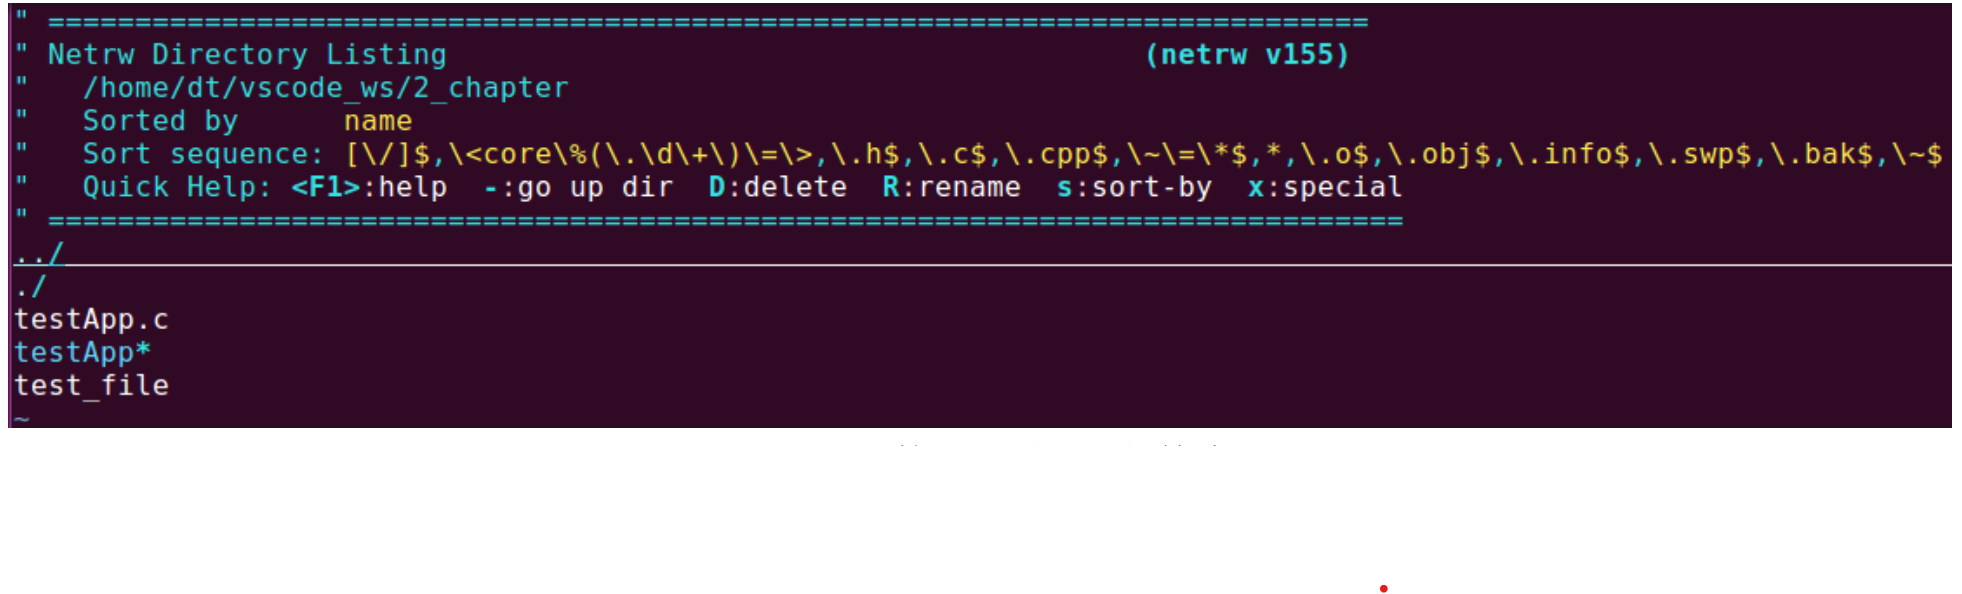 " ============================================================================
" Netrw Directory Listing                                        (netrw v155)
"   /home/dt/vscode_ws/2_chapter
"   Sorted by      name
"   Sort sequence: [\/]$,\<core\%(\.\d\+\)\=\>,\.h$,\.c$,\.cpp$,\~\=\*$,*,\.o$,\.obj$,\.info$,\.swp$,\.bak$,\~$
"   Quick Help: <F1>:help  -:go up dir  D:delete  R:rename  s:sort-by  x:special
" ==============================================================================
../
./
testApp.c
testApp*
test_file
~